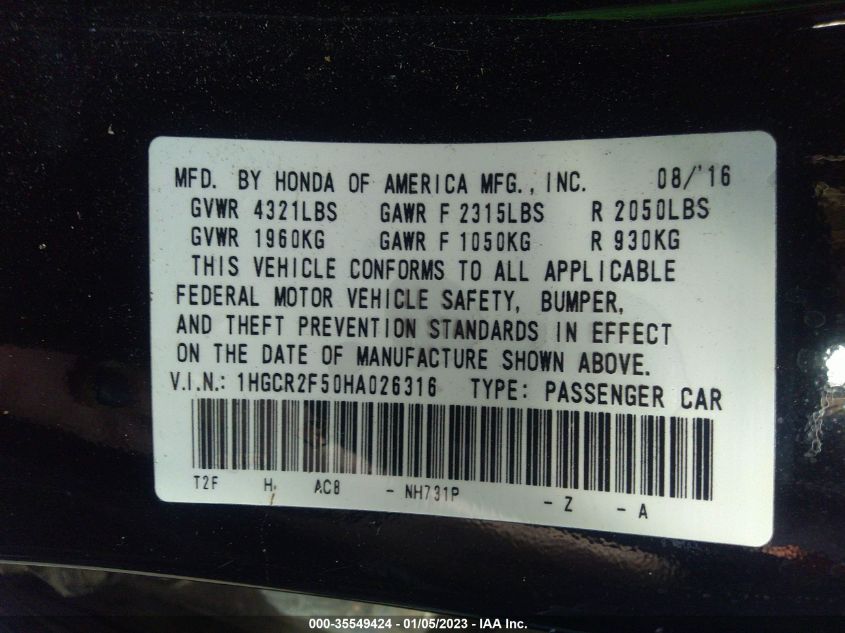 MFD. BY HONDA OF AMERICA MFG., INC. 08/'16
GVWR 4321LBS GAWR F 2315LBS R 2050LBS
GVWR 1960KG GAWR F 1050KG R 930KG
THIS VEHICLE CONFORMS TO ALL APPLICABLE
FEDERAL MOTOR VEHICLE SAFETY, BUMPER,
AND THEFT PREVENTION STANDARDS IN EFFECT
ON THE DATE OF MANUFACTURE SHOWN ABOVE.
V.I.N.: 1HGCR2F50HA026316 TYPE: PASSENGER CAR
T2F H AC8 - NH731P - Z - A
000-35549424 - 01/05/2023 - IAA Inc.